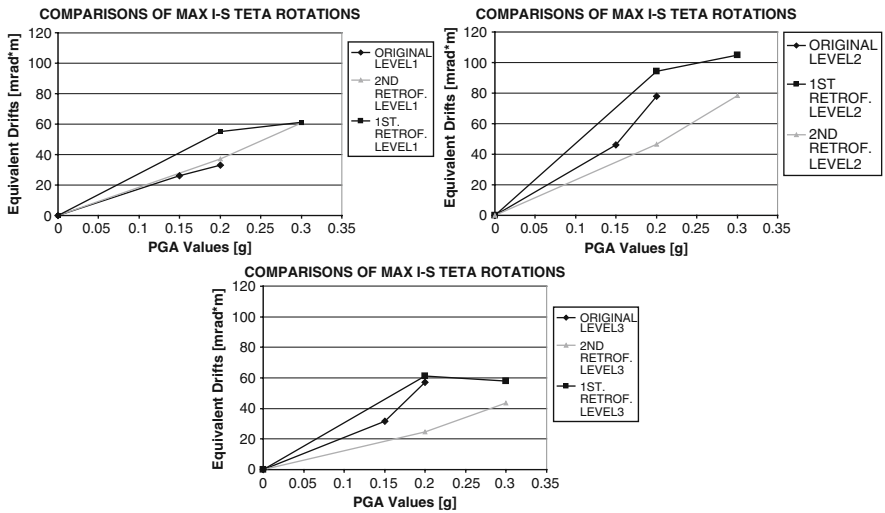 COMPARISONS OF MAX I-S TETA ROTATIONS
Equivalent Drifts [mrad*m]
120
100
80
60
40
20
0
0 0.05 0.1 0.15 0.2 0.25 0.3 0.35
PGA Values [g]
ORIGINAL
LEVEL1
2ND
RETROF.
LEVEL1
1ST.
RETROF.
LEVEL1
COMPARISONS OF MAX I-S TETA ROTATIONS
Equivalent Drifts [mrad*m]
120
100
80
60
40
20
0
0 0.05 0.1 0.15 0.2 0.25 0.3 0.35
PGA Values [g]
ORIGINAL
LEVEL2
1ST
RETROF.
LEVEL2
2ND
RETROF.
LEVEL2
COMPARISONS OF MAX I-S TETA ROTATIONS
Equivalent Drifts [mrad*m]
120
100
80
60
40
20
0
0 0.05 0.1 0.15 0.2 0.25 0.3 0.35
PGA Values [g]
ORIGINAL
LEVEL3
2ND
RETROF.
LEVEL3
1ST.
RETROF.
LEVEL3